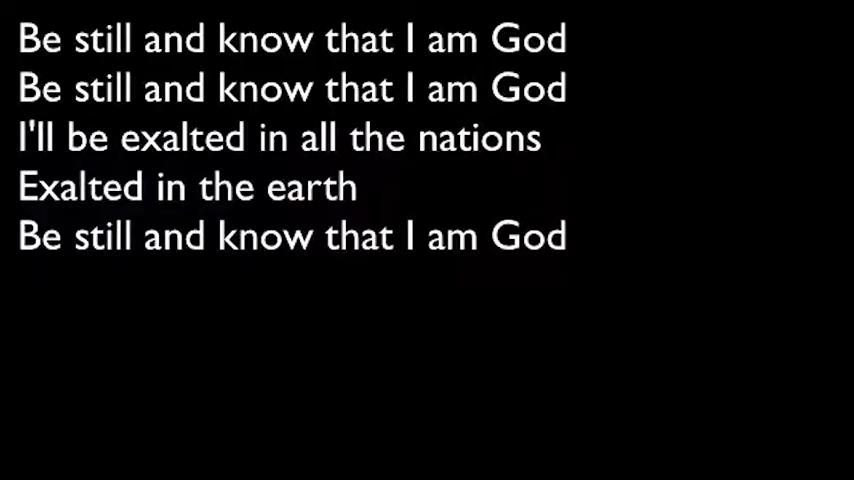 Be still and know that I am God
Be still and know that I am God
I'll be exalted in all the nations
Exalted in the earth
Be still and know that I am God